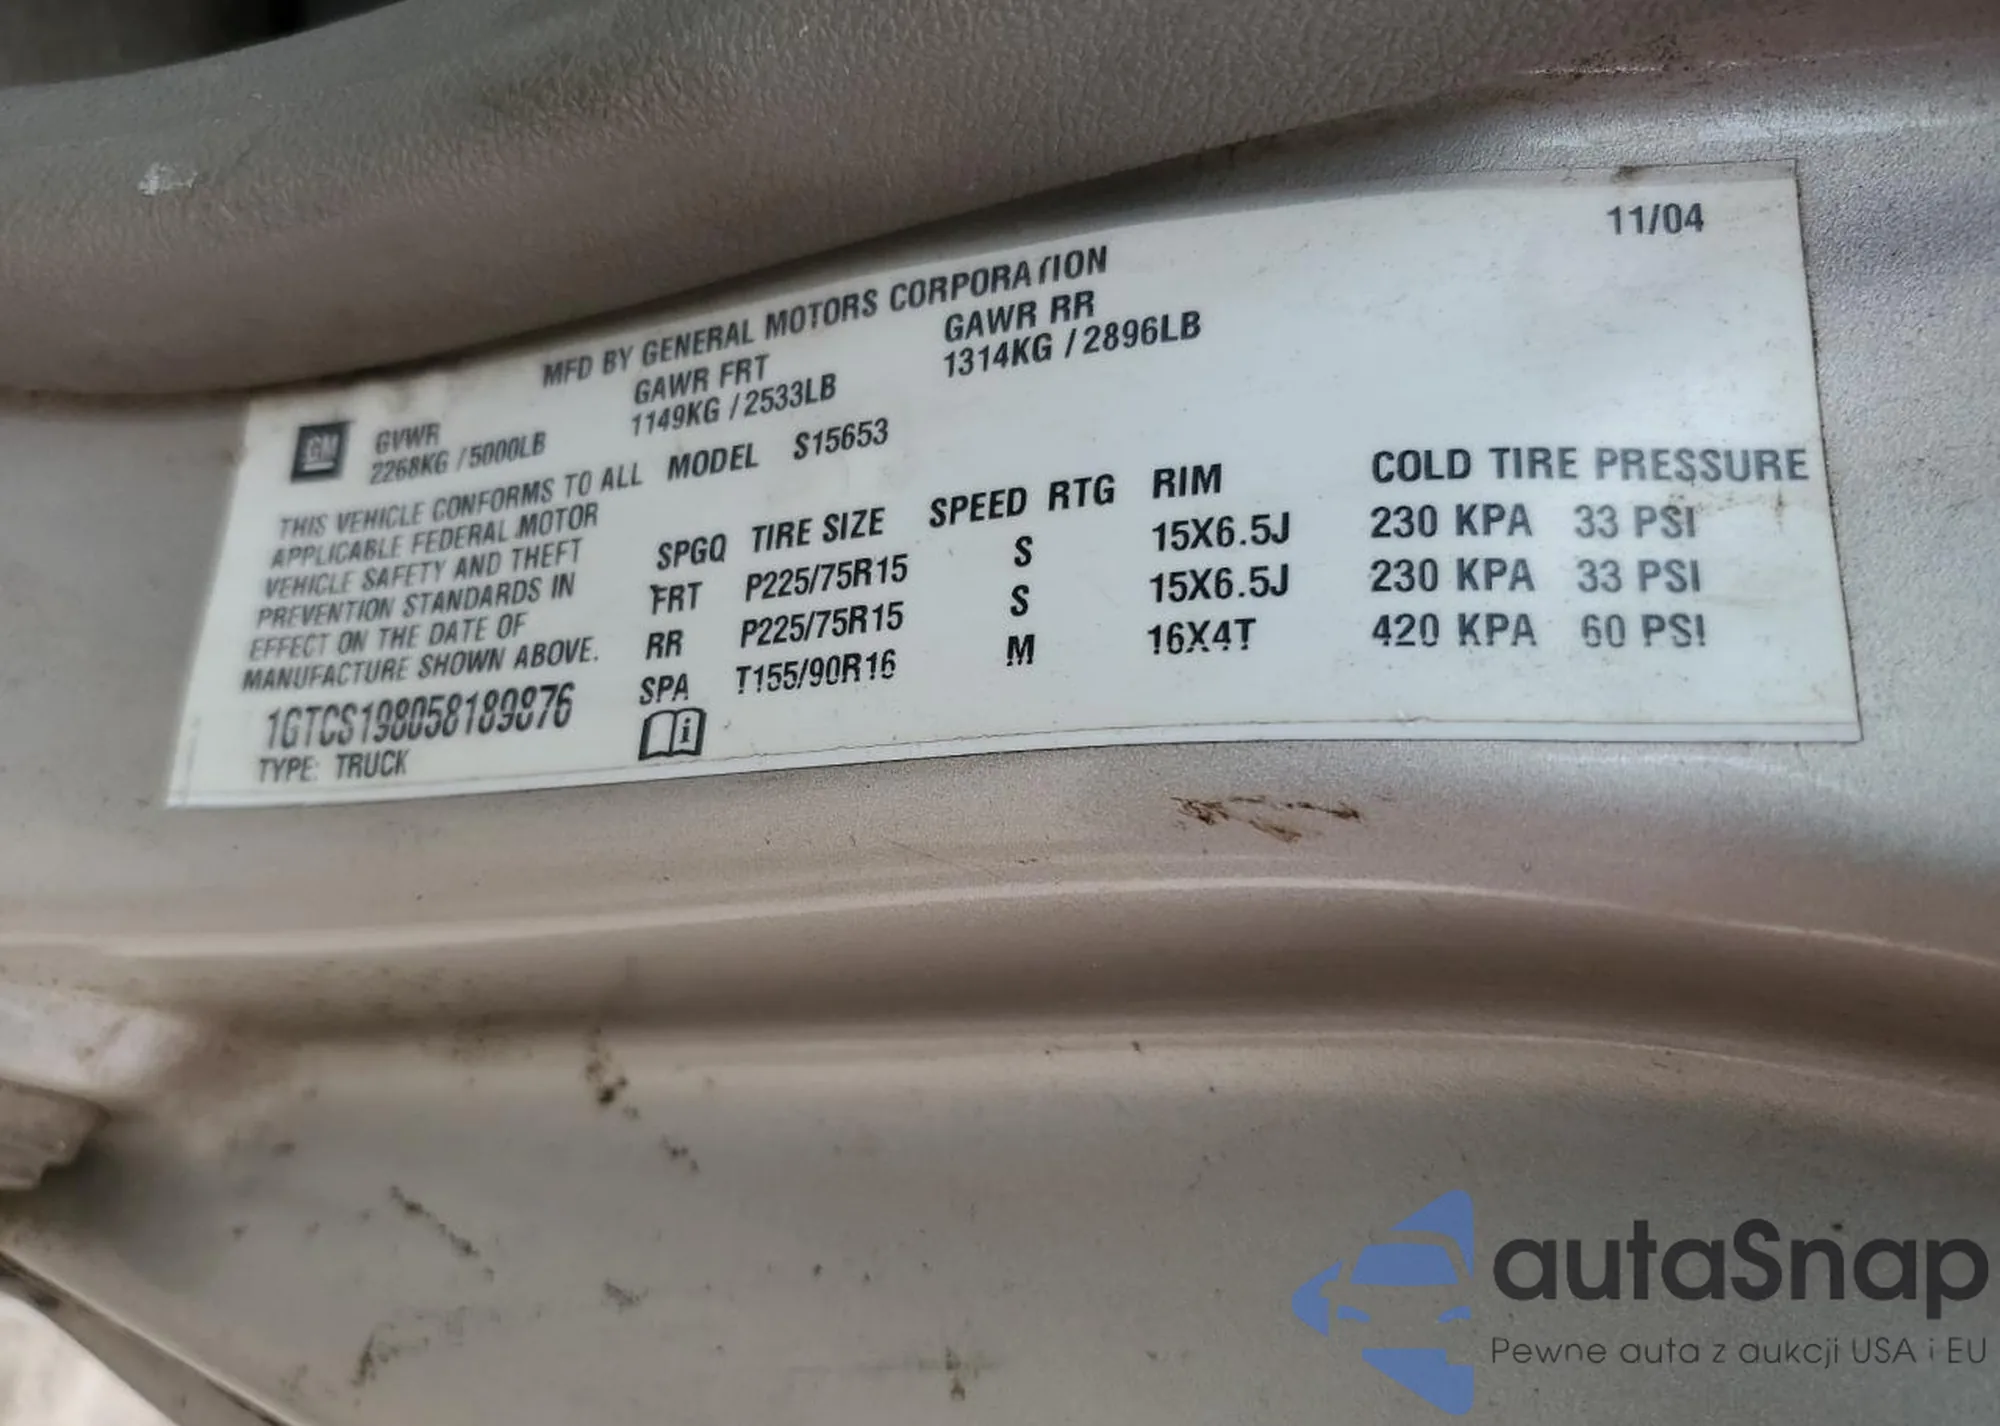 11/04
MFD BY GENERAL MOTORS CORPORATION
GM GVWR GAWR FRT GAWR RR
2268KG / 5000LB 1149KG / 2533LB 1314KG / 2896LB
THIS VEHICLE CONFORMS TO ALL MODEL S15653
APPLICABLE FEDERAL MOTOR
VEHICLE SAFETY AND THEFT
PREVENTION STANDARDS IN
EFFECT ON THE DATE OF
MANUFACTURE SHOWN ABOVE.
1GTCS198058189876
TYPE: TRUCK
SPGQ TIRE SIZE SPEED RTG RIM COLD TIRE PRESSURE
FRT P225/75R15 S 15X6.5J 230 KPA 33 PSI
RR P225/75R15 S 15X6.5J 230 KPA 33 PSI
SPA T155/90R16 M 16X4T 420 KPA 60 PSI
i
autaSnap
Pewne auta z aukcji USA i EU